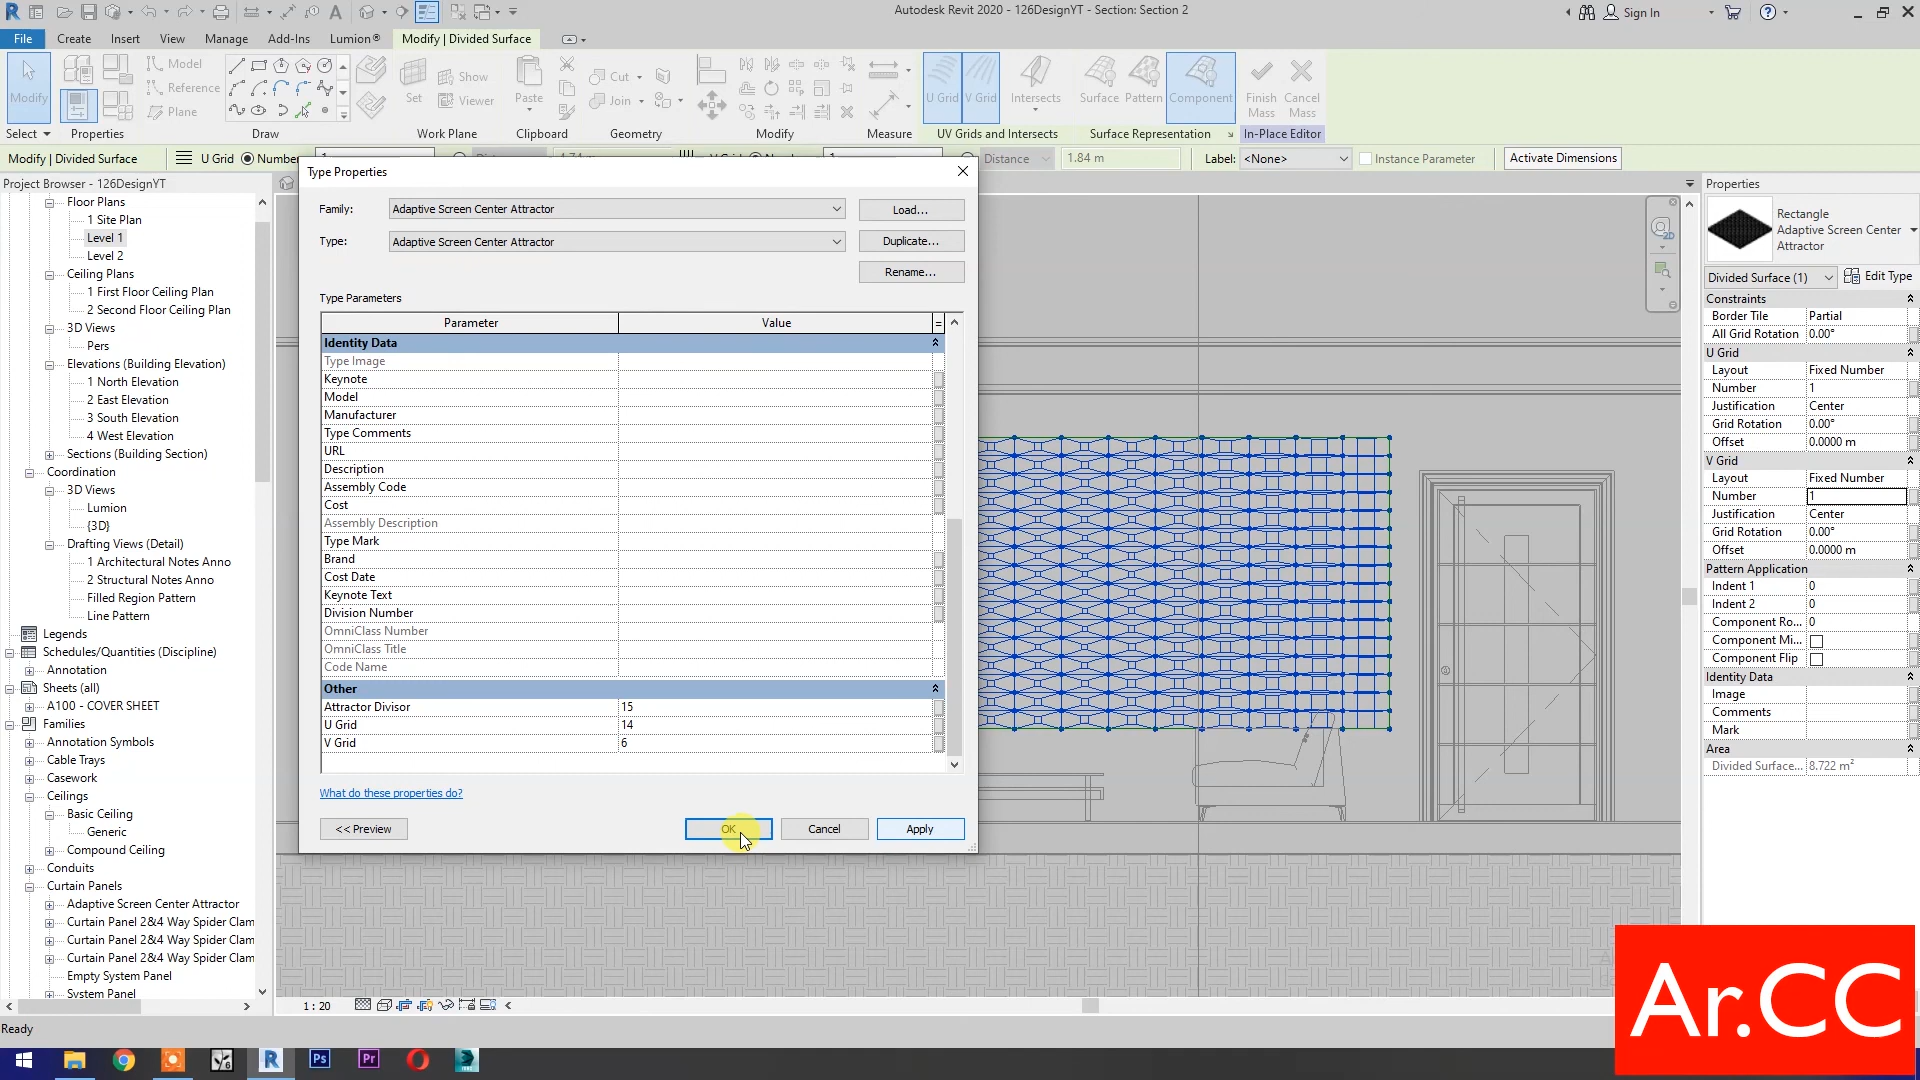 Autodesk Revit 2020 - 126DesignYT - Section: Section 2
Sign In
File
Create
Insert
View
Manage
Add-Ins
Lumion®
Modify | Divided Surface
Modify
Model
Reference
Plane
Set
Show
Viewer
Paste
Cut
Join
U Grid
V Grid
Intersects
Surface
Pattern
Component
Finish
Mass
Cancel
Mass
Select
Properties
Draw
Work Plane
Clipboard
Geometry
Modify
Measure
UV Grids and Intersects
Surface Representation
In-Place Editor
Modify | Divided Surface
U Grid
Distance
1.84 m
Label:
<None>
Instance Parameter
Activate Dimensions
Project Browser - 126DesignYT
Floor Plans
1 Site Plan
Level 1
Level 2
Ceiling Plans
1 First Floor Ceiling Plan
2 Second Floor Ceiling Plan
3D Views
Pers
Elevations (Building Elevation)
1 North Elevation
2 East Elevation
3 South Elevation
4 West Elevation
Sections (Building Section)
Coordination
3D Views
Lumion
{3D}
Drafting Views (Detail)
1 Architectural Notes Anno
2 Structural Notes Anno
Filled Region Pattern
Line Pattern
Legends
Schedules/Quantities (Discipline)
Annotation
Sheets (all)
A100 - COVER SHEET
Families
Annotation Symbols
Cable Trays
Casework
Ceilings
Basic Ceiling
Generic
Compound Ceiling
Conduits
Curtain Panels
Adaptive Screen Center Attractor
Curtain Panel 2&4 Way Spider Clam
Curtain Panel 2&4 Way Spider Clam
Curtain Panel 2&4 Way Spider Clam
Empty System Panel
System Panel
Type Properties
Family:
Adaptive Screen Center Attractor
Load...
Type:
Adaptive Screen Center Attractor
Duplicate...
Rename...
Type Parameters
Parameter
Value
=
Identity Data
Type Image
Keynote
Model
Manufacturer
Type Comments
URL
Description
Assembly Code
Cost
Assembly Description
Type Mark
Brand
Cost Date
Keynote Text
Division Number
OmniClass Number
OmniClass Title
Code Name
Other
Attractor Divisor 15
U Grid 14
V Grid 6
What do these properties do?
<< Preview
OK
Cancel
Apply
Properties
Rectangle
Adaptive Screen Center
Attractor
Divided Surface (1)
Edit Type
Constraints
Border Tile Partial
All Grid Rotation 0.00°
U Grid
Layout Fixed Number
Number 1
Justification Center
Grid Rotation 0.00°
Offset 0.0000 m
V Grid
Layout Fixed Number
Number 1
Justification Center
Grid Rotation 0.00°
Offset 0.0000 m
Pattern Application
Indent 1 0
Indent 2 0
Component Ro... 0
Component Mi...
Component Flip
Identity Data
Image
Comments
Mark
Area
Divided Surface... 8.722 m²
1 : 20
Ready
Ar.CC